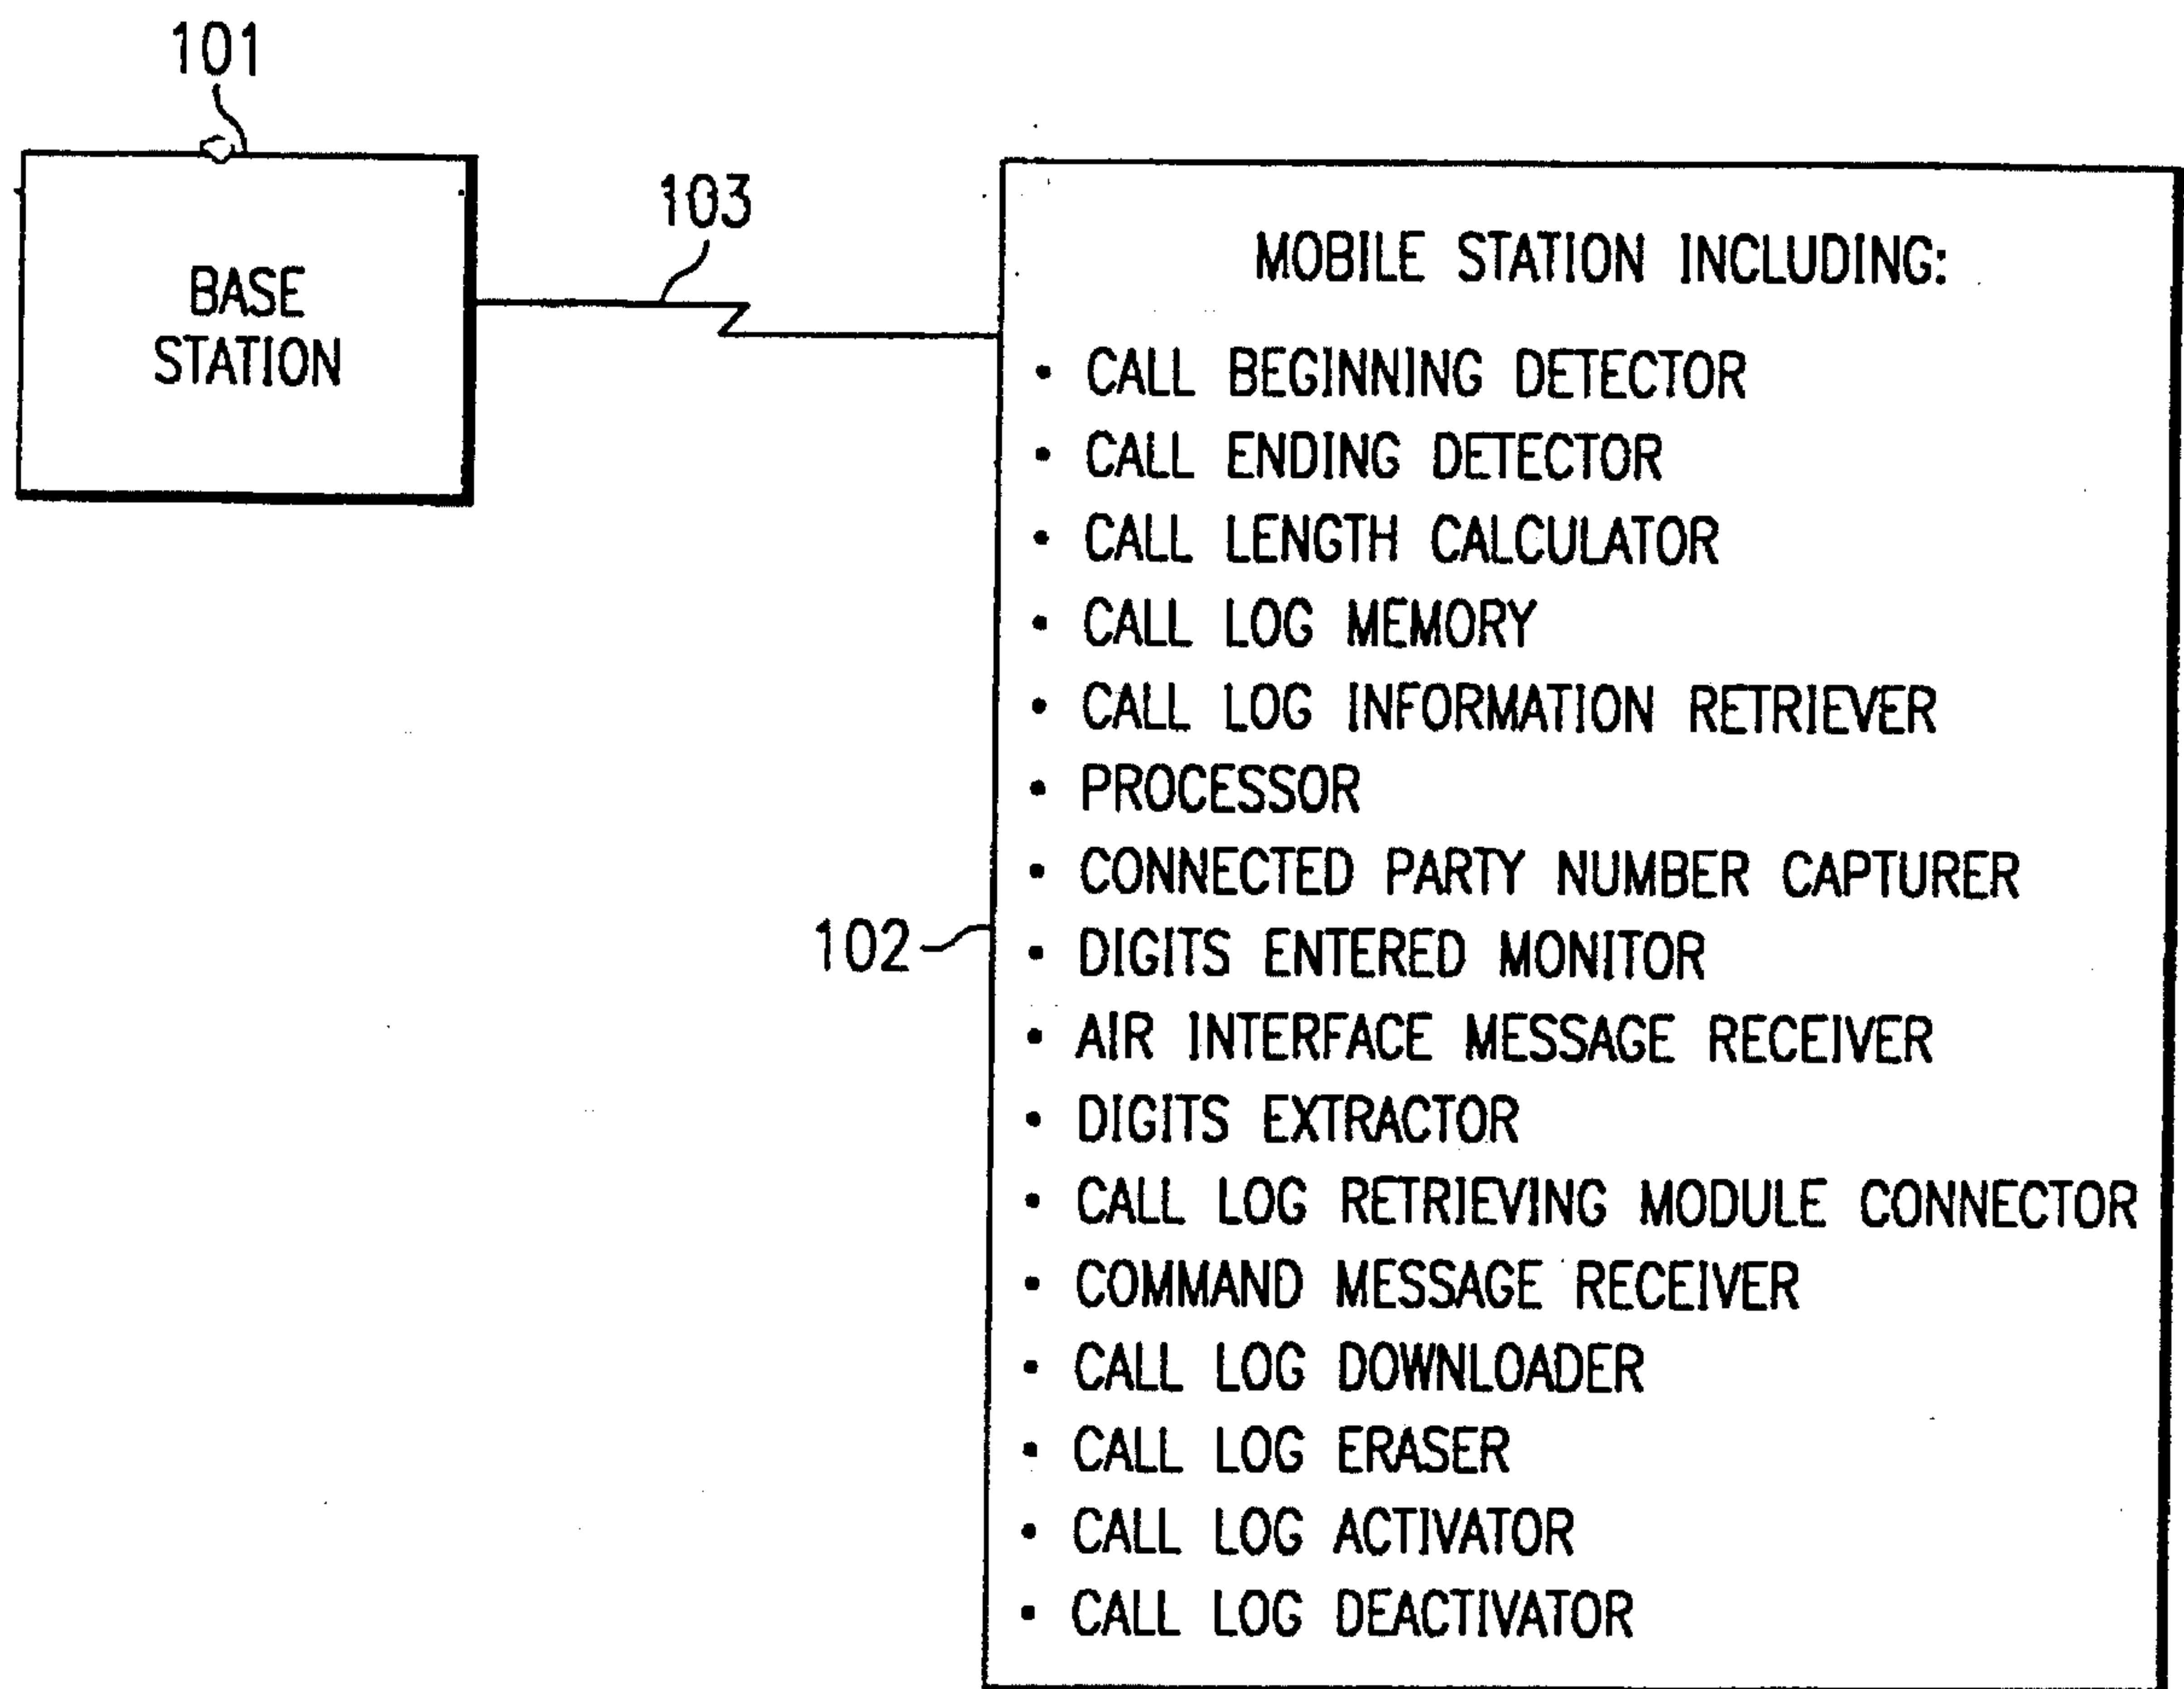 101
BASE
STATION
103
MOBILE STATION INCLUDING:
• CALL BEGINNING DETECTOR
• CALL ENDING DETECTOR
• CALL LENGTH CALCULATOR
• CALL LOG MEMORY
• CALL LOG INFORMATION RETRIEVER
• PROCESSOR
• CONNECTED PARTY NUMBER CAPTURER
102
• DIGITS ENTERED MONITOR
• AIR INTERFACE MESSAGE RECEIVER
• DIGITS EXTRACTOR
• CALL LOG RETRIEVING MODULE CONNECTOR
• COMMAND MESSAGE RECEIVER
• CALL LOG DOWNLOADER
• CALL LOG ERASER
• CALL LOG ACTIVATOR
• CALL LOG DEACTIVATOR